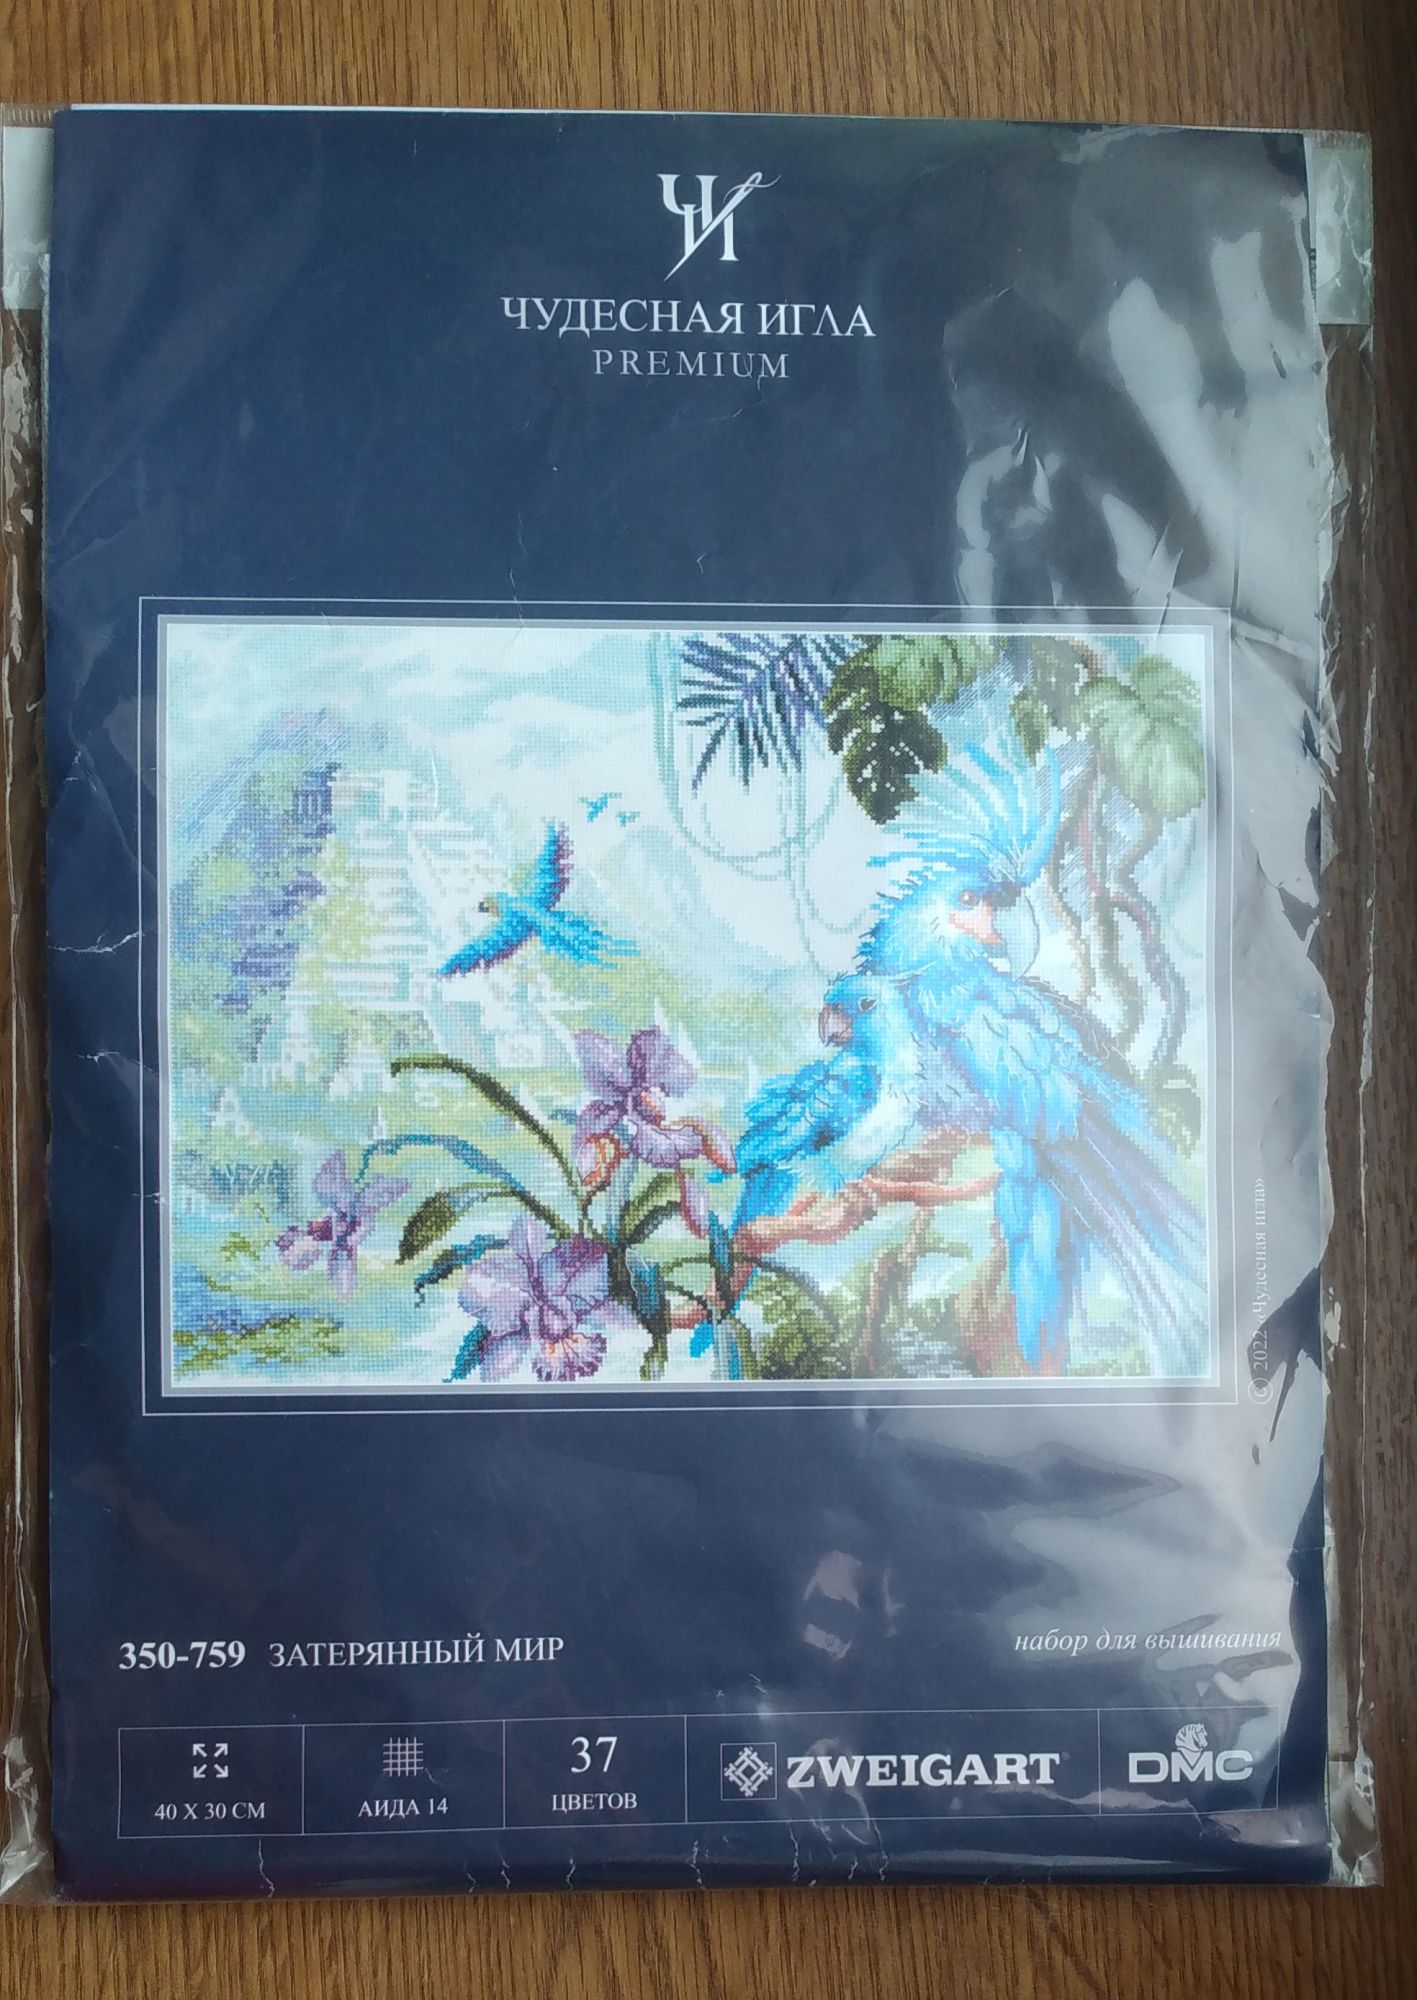 ЧИ
ЧУДЕСНАЯ ИГЛА
PREMIUM
© 2022 «Чудесная игла»
350-759 ЗАТЕРЯННЫЙ МИР
набор для вышивания
40 X 30 СМ
АИДА 14
37
ЦВЕТОВ
ZWEIGART®
DMC